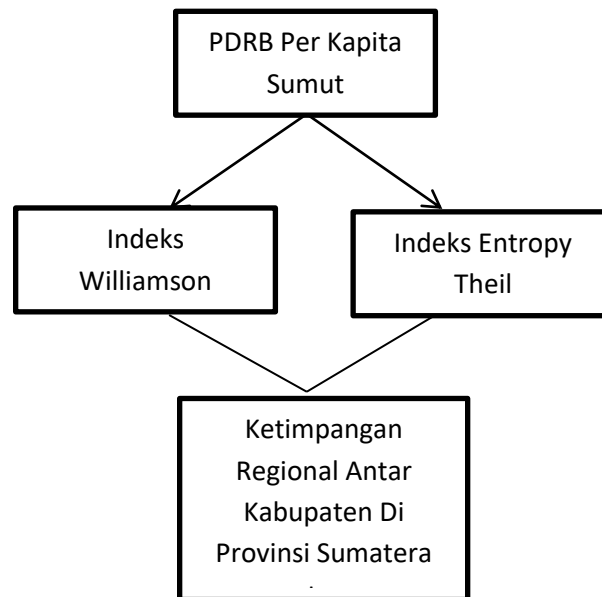 PDRB Per Kapita
Sumut
Indeks
Williamson
Indeks Entropy
Theil
Ketimpangan
Regional Antar
Kabupaten Di
Provinsi Sumatera